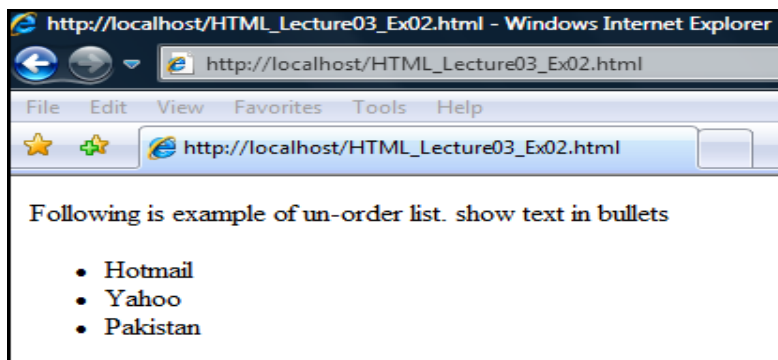 http://localhost/HTML_Lecture03_Ex02.html - Windows Internet Explorer
http://localhost/HTML_Lecture03_Ex02.html
File Edit View Favorites Tools Help
http://localhost/HTML_Lecture03_Ex02.html
Following is example of un-order list. show text in bullets
• Hotmail
• Yahoo
• Pakistan